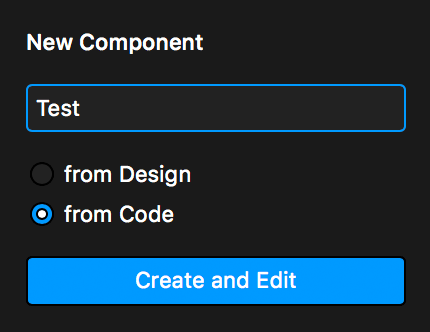 New Component
Test
from Design
from Code
Create and Edit